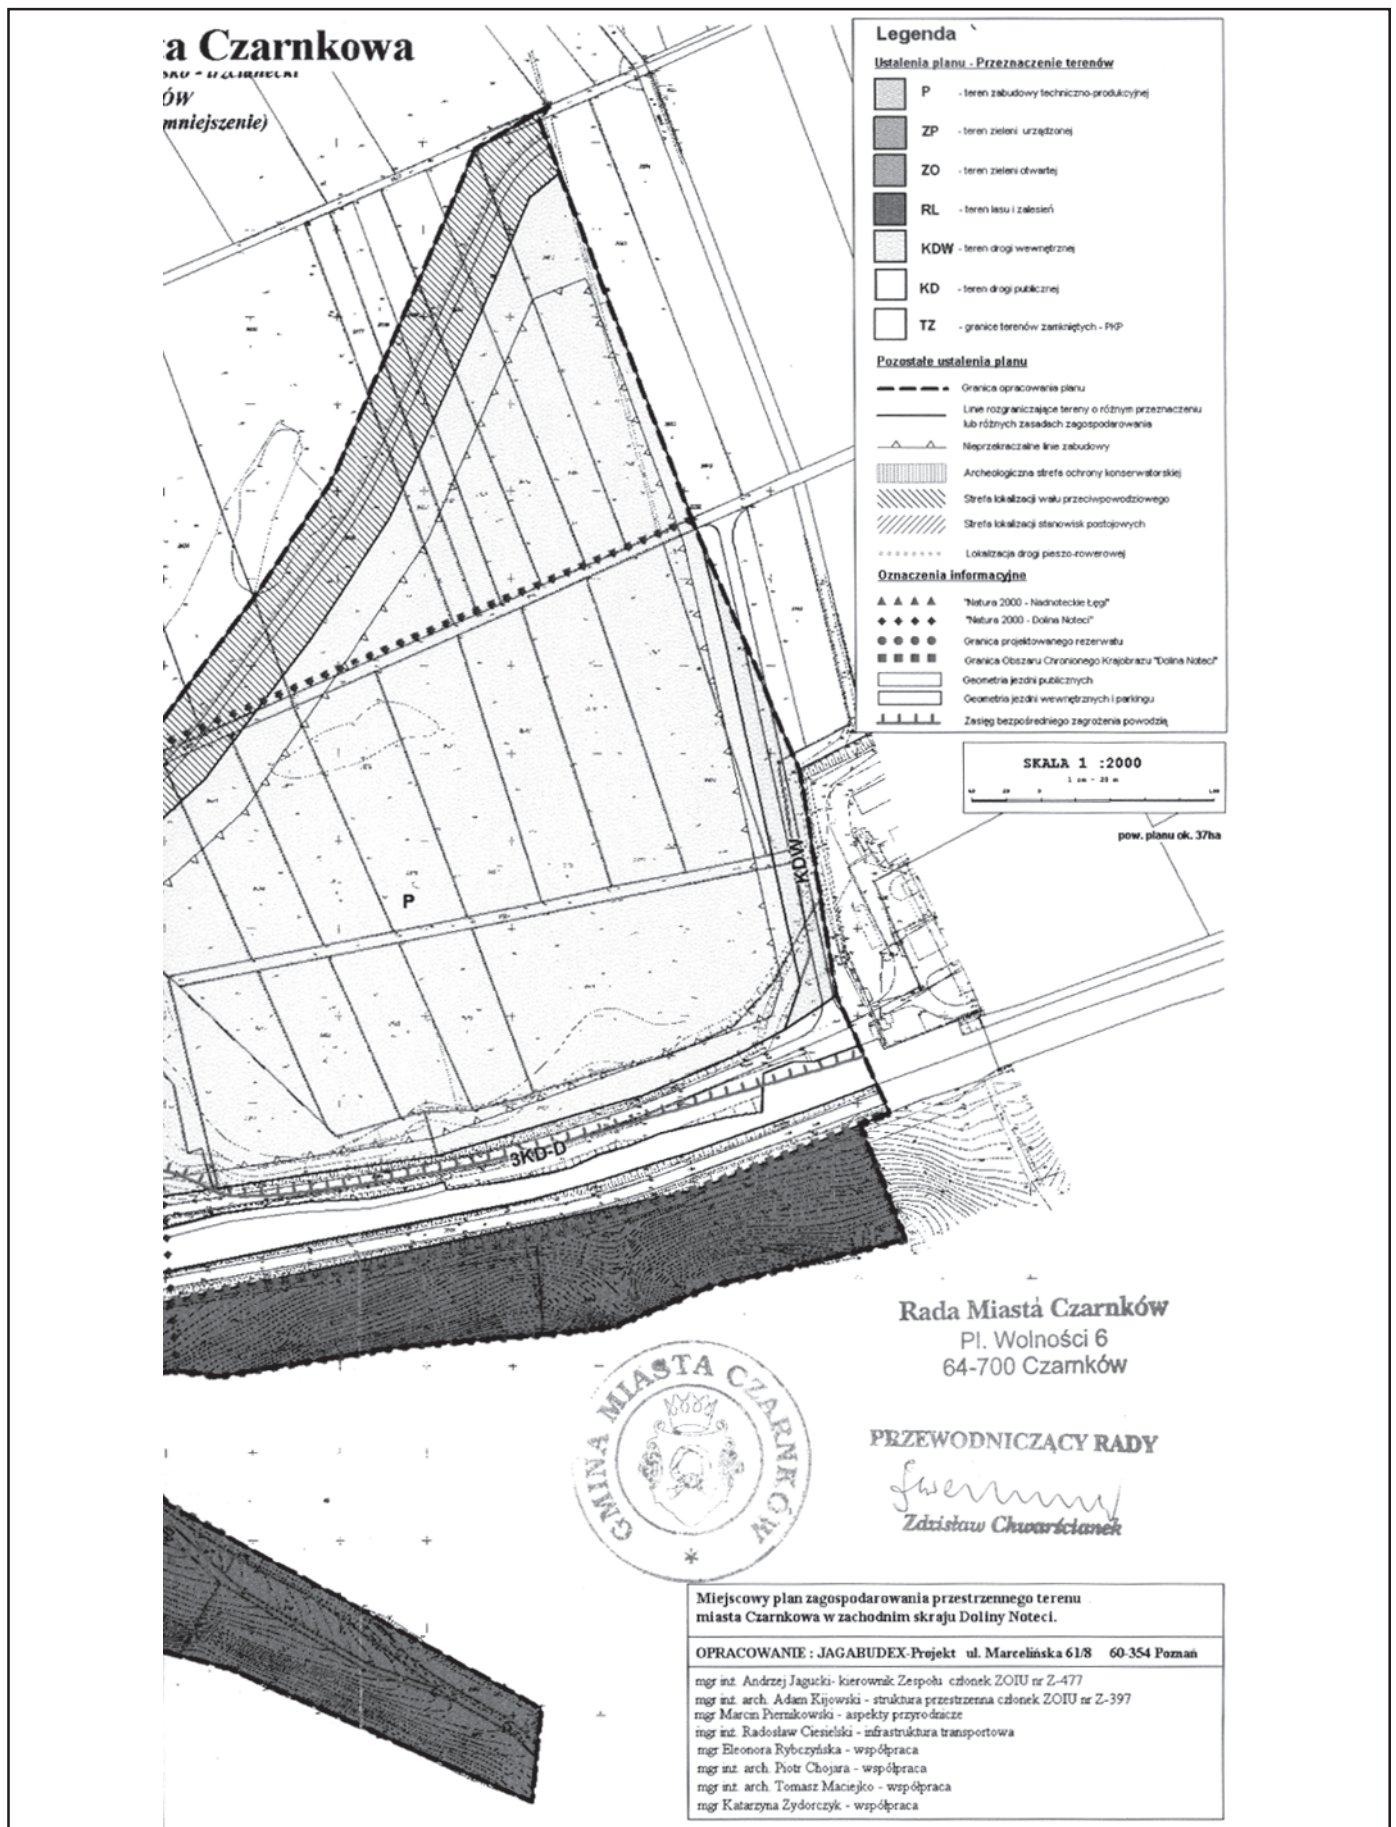 a Czarnkowa
ÓW
mniejszenie)
Legenda
Ustalenia planu - Przeznaczenie terenów
P - teren zabudowy techniczno-produkcyjnej
ZP - teren zieleni urządzonej
ZO - teren zieleni otwartej
RL - teren lasu i zalesień
KDW - teren drogi wewnętrznej
KD - teren drogi publicznej
TZ - granice terenów zamkniętych - PKP
Pozostałe ustalenia planu
Granica opracowania planu
Linie rozgraniczające tereny o różnym przeznaczeniu
lub różnych zasadach zagospodarowania
Nieprzekraczalne linie zabudowy
Archeologiczna strefa ochrony konserwatorskiej
Strefa lokalizacji wału przeciwpowodziowego
Strefa lokalizacji stanowisk postojowych
Lokalizacja drogi pieszo-rowerowej
Oznaczenia informacyjne
"Natura 2000 - Nadnoteckie Łęgi"
"Natura 2000 - Dolina Noteci"
Granica projektowanego rezerwatu
Granica Obszaru Chronionego Krajobrazu "Dolina Noteci"
Geometria jezdni publicznych
Geometria jezdni wewnętrznych i parkingu
Zasięg bezpośredniego zagrożenia powodzią
SKALA 1 :2000
1 cm - 20 m
pow. planu ok. 37ha
KDW
P
3KD-D
Rada Miasta Czarnków
Pl. Wolności 6
64-700 Czarnków
GMINA MIASTA CZARNKÓW
PRZEWODNICZĄCY RADY
Zdzisław Chwarścianek
Miejscowy plan zagospodarowania przestrzennego terenu
miasta Czarnkowa w zachodnim skraju Doliny Noteci.
OPRACOWANIE : JAGABUDEX-Projekt ul. Marcelińska 61/8 60-354 Poznań
mgr inż. Andrzej Jagucki- kierownik Zespołu członek ZOIU nr Z-477
mgr inż. arch. Adam Kijowski - struktura przestrzenna członek ZOIU nr Z-397
mgr Marcin Piernikowski - aspekty przyrodnicze
mgr inż. Radosław Ciesielski - infrastruktura transportowa
mgr Eleonora Rybczyńska - współpraca
mgr inż. arch. Piotr Chojara - współpraca
mgr inż. arch. Tomasz Maciejko - współpraca
mgr Katarzyna Zydorczyk - współpraca